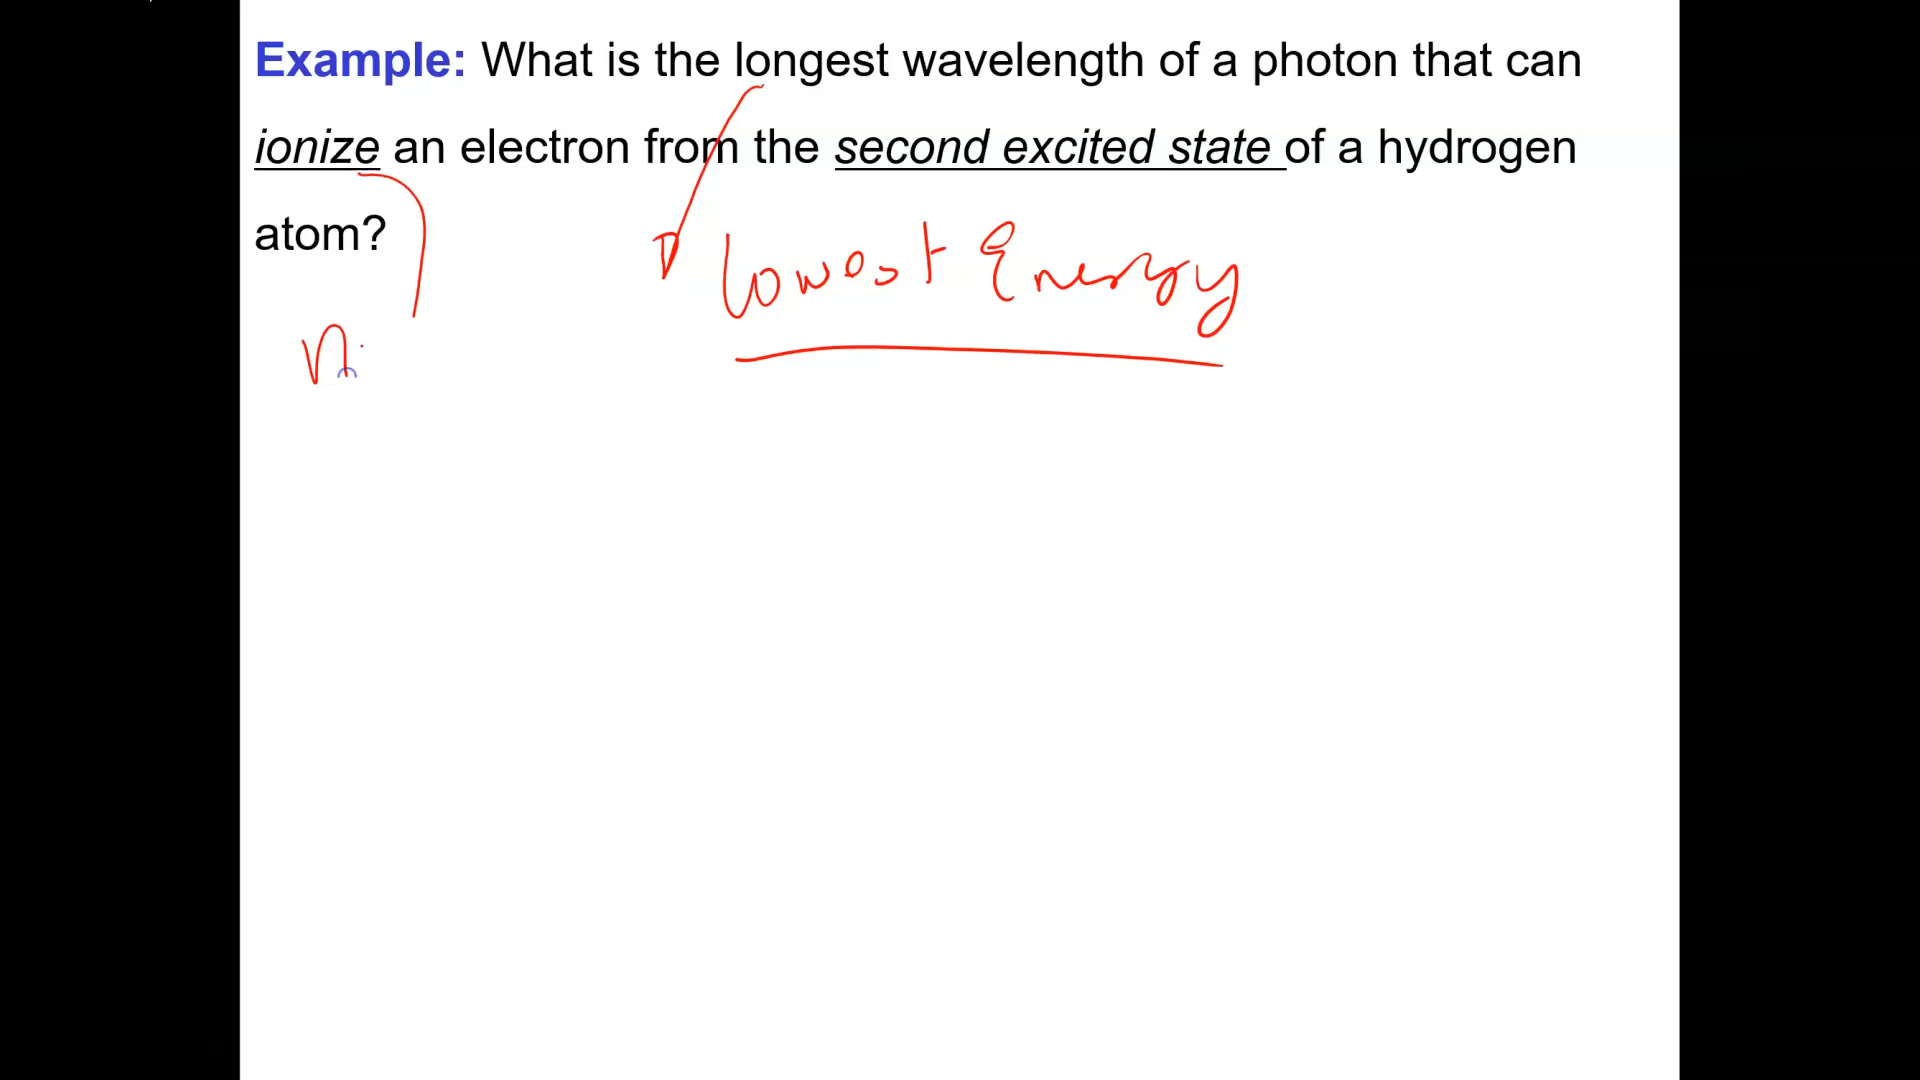 Example: What is the longest wavelength of a photon that can
ionize an electron from the second excited state of a hydrogen
atom?
lowest Energy
n